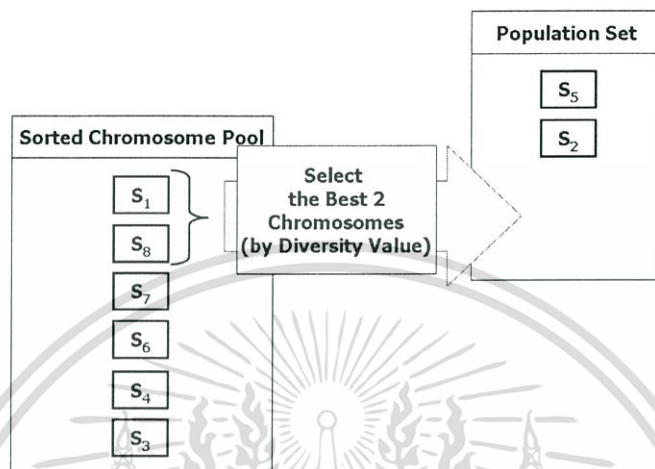 Population Set
S₅
S₂
Sorted Chromosome Pool
S₁
S₈
S₇
S₆
S₄
S₃
Select
the Best 2
Chromosomes
(by Diversity Value)